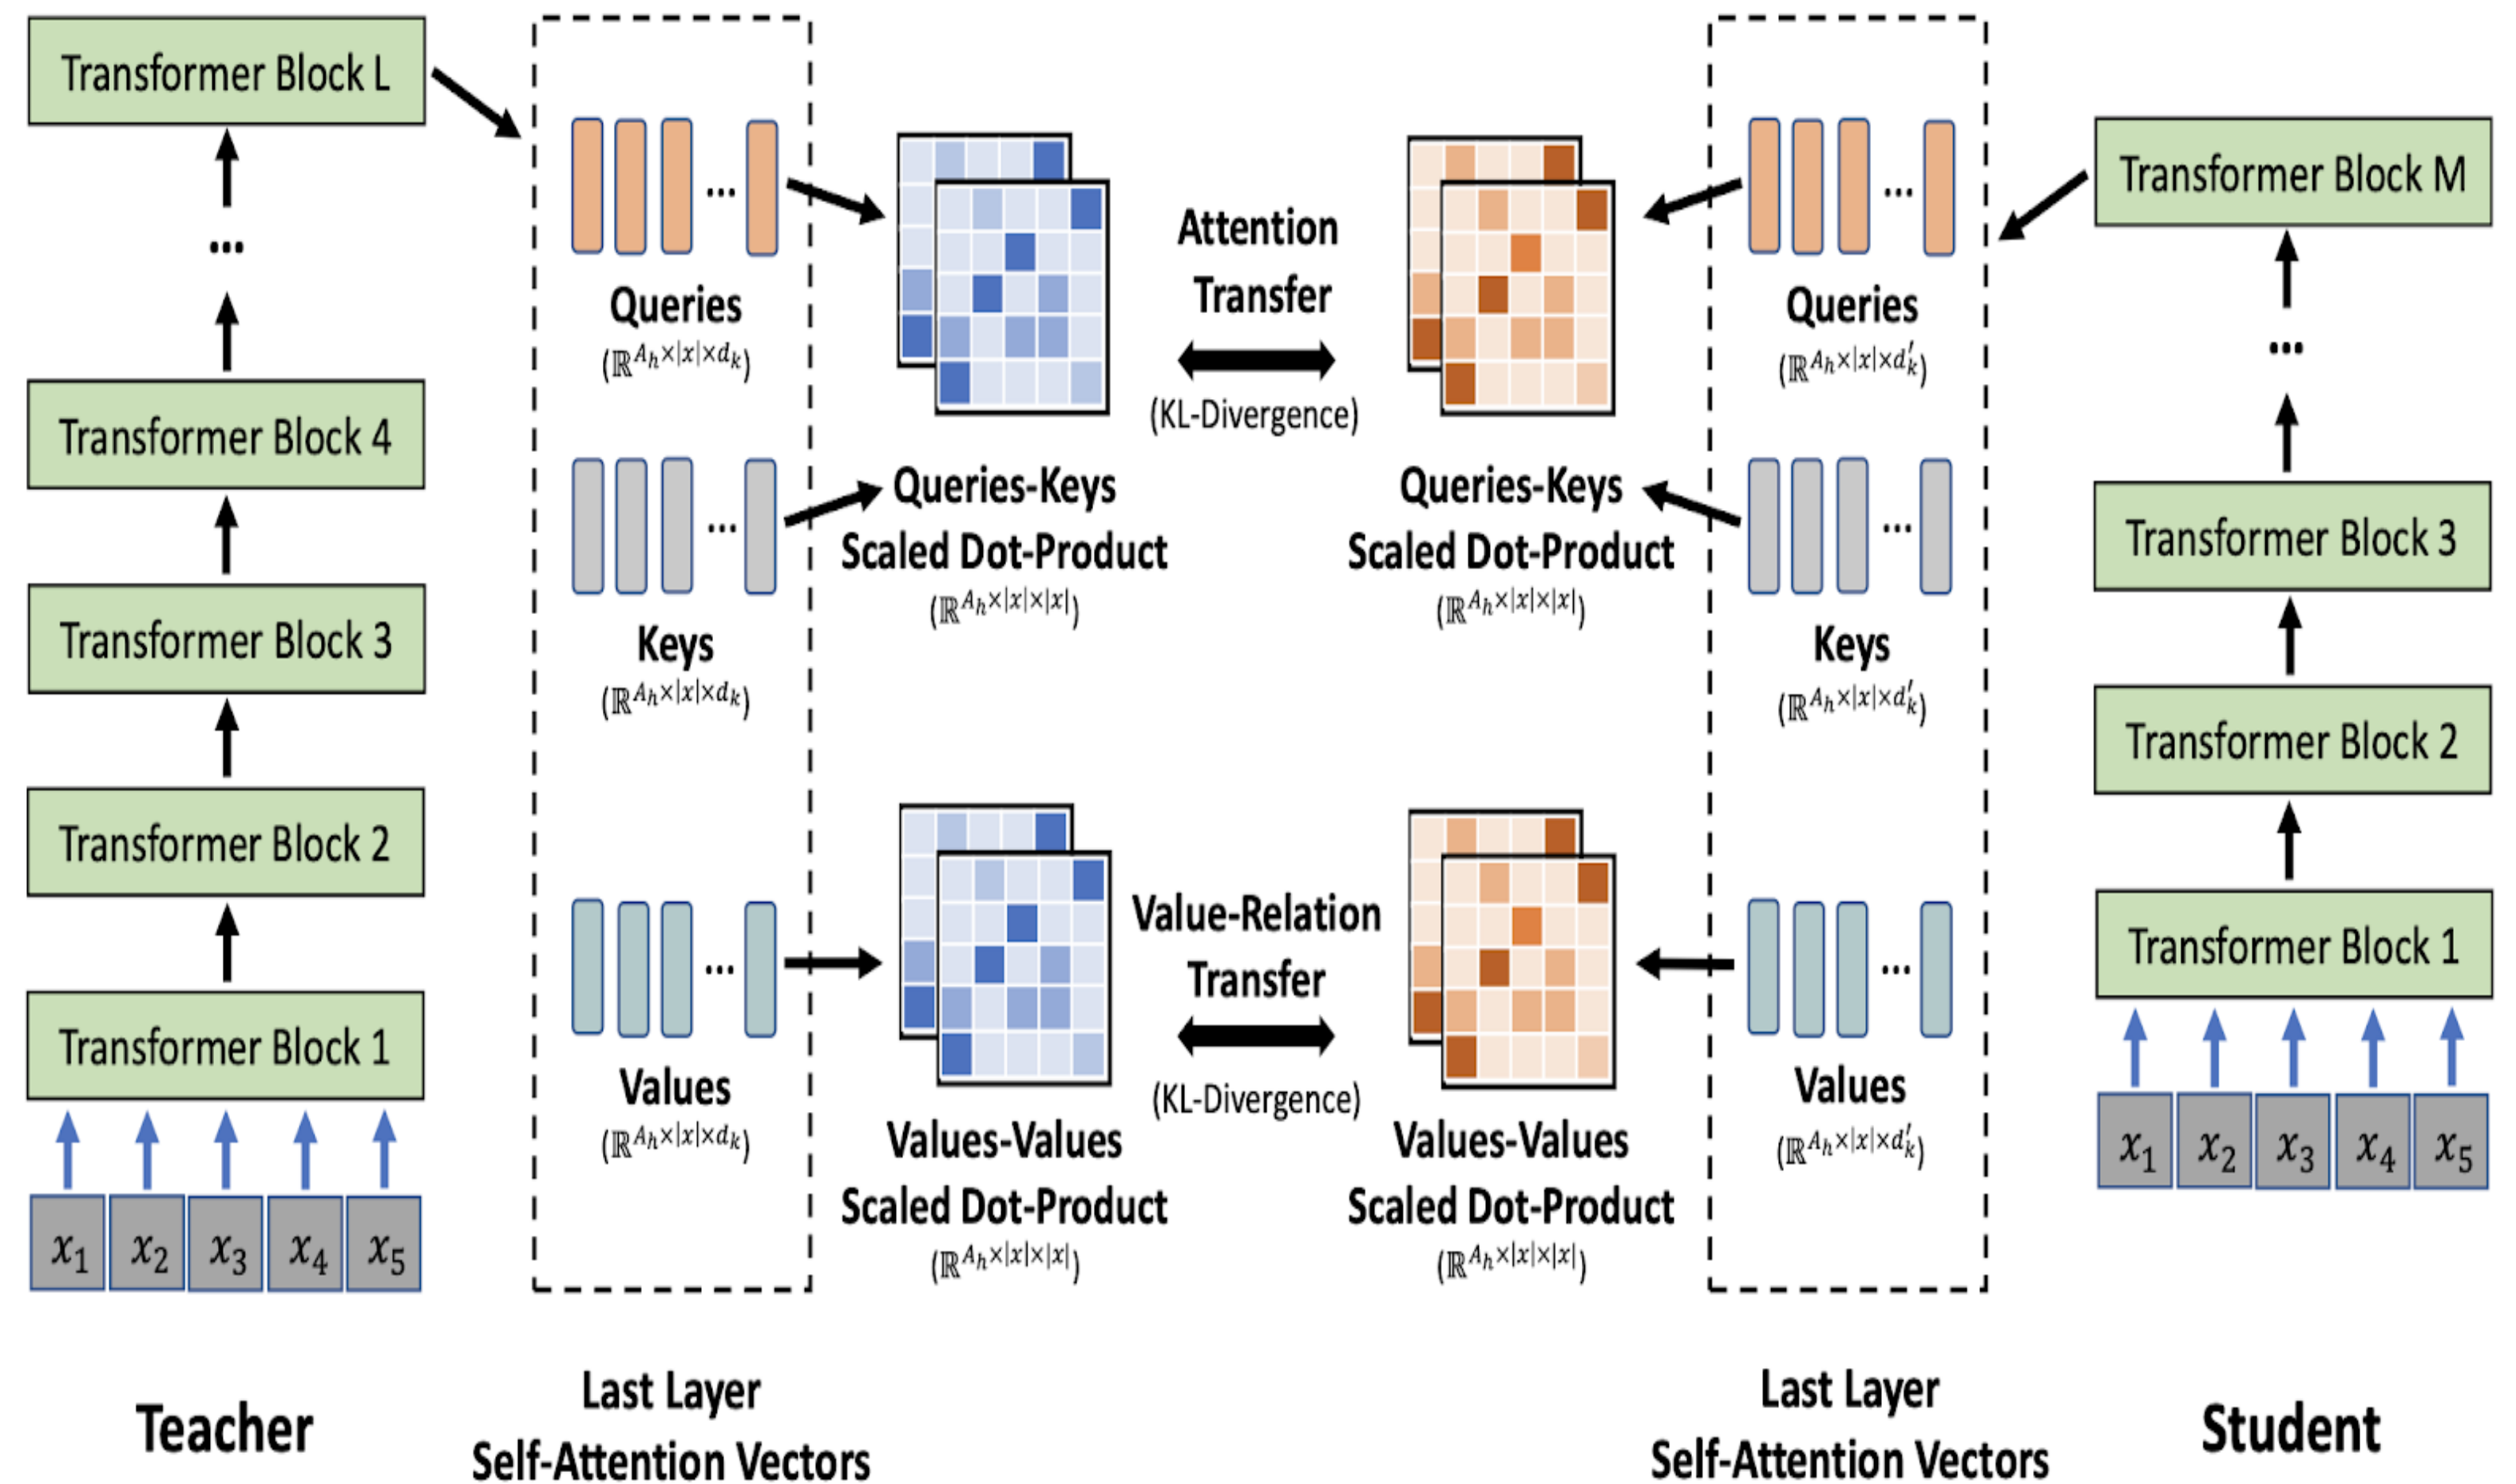 Transformer Block L
...
Transformer Block 4
Transformer Block 3
Transformer Block 2
Transformer Block 1
x₁ x₂ x₃ x₄ x₅
Teacher
...
Queries
(ℝ^{A_h×|x|×d_k})
...
Keys
(ℝ^{A_h×|x|×d_k})
...
Values
(ℝ^{A_h×|x|×d_k})
Last Layer
Self-Attention Vectors
Queries-Keys
Scaled Dot-Product
(ℝ^{A_h×|x|×|x|})
Values-Values
Scaled Dot-Product
(ℝ^{A_h×|x|×|x|})
Attention
Transfer
(KL-Divergence)
Value-Relation
Transfer
(KL-Divergence)
Queries-Keys
Scaled Dot-Product
(ℝ^{A_h×|x|×|x|})
Values-Values
Scaled Dot-Product
(ℝ^{A_h×|x|×|x|})
...
Queries
(ℝ^{A_h×|x|×d'_k})
...
Keys
(ℝ^{A_h×|x|×d'_k})
...
Values
(ℝ^{A_h×|x|×d'_k})
Last Layer
Self-Attention Vectors
Transformer Block M
...
Transformer Block 3
Transformer Block 2
Transformer Block 1
x₁ x₂ x₃ x₄ x₅
Student